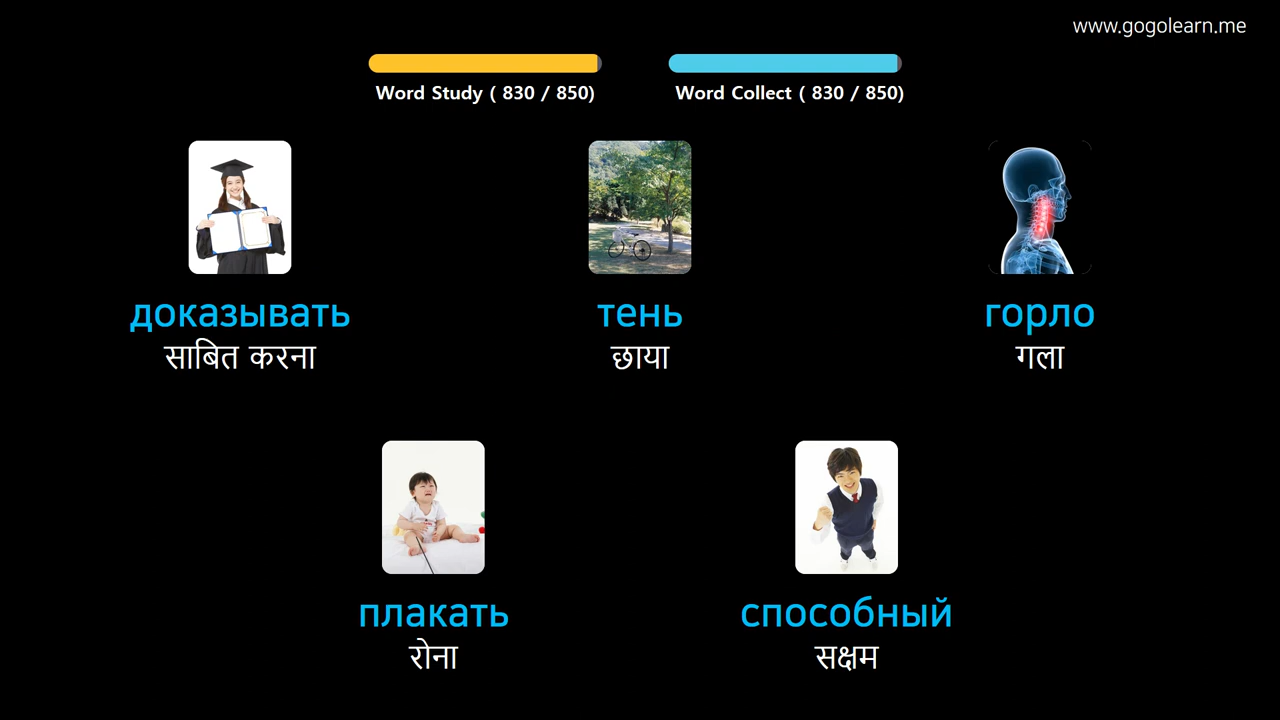 www.gogolearn.me
Word Study ( 830 / 850)
Word Collect ( 830 / 850)
доказывать
साबित करना
тень
छाया
горло
गला
плакать
रोना
способный
सक्षम